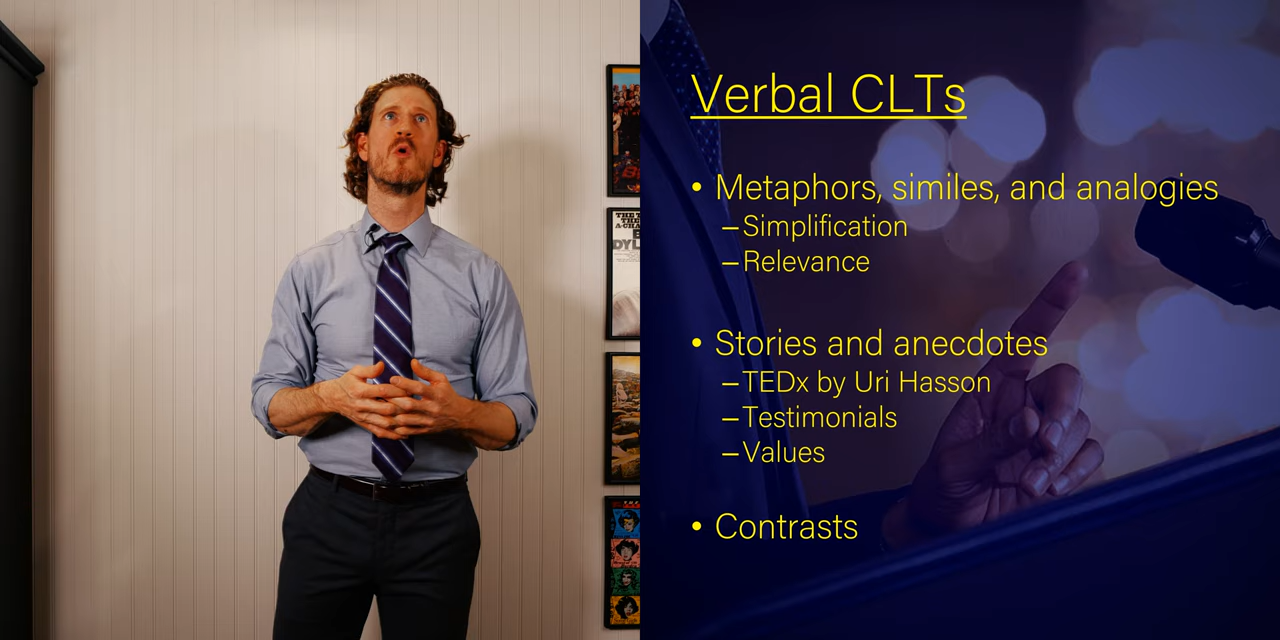 Verbal CLTs
• Metaphors, similes, and analogies
–Simplification
–Relevance
• Stories and anecdotes
–TEDx by Uri Hasson
–Testimonials
–Values
• Contrasts